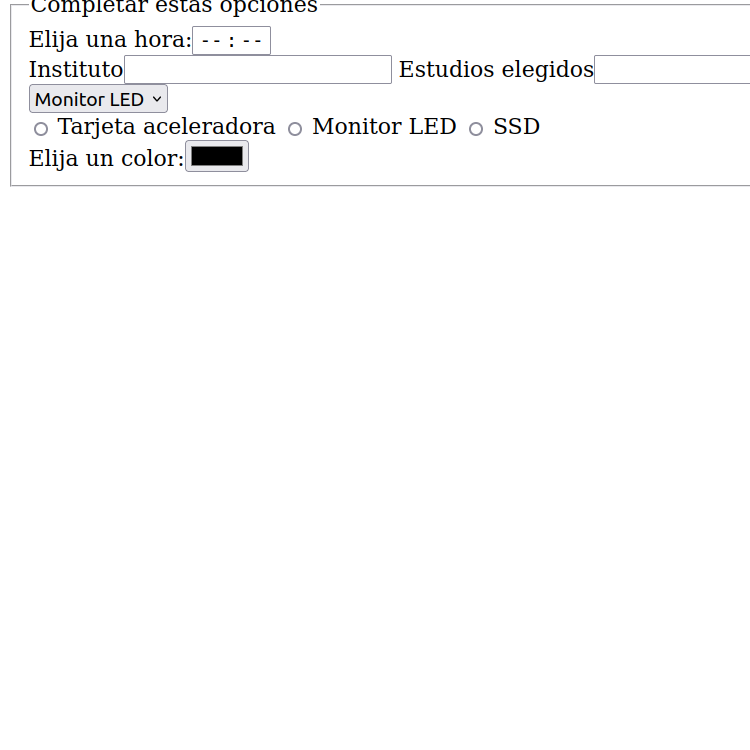 Completar estas opciones
Elija una hora: --:--
Instituto Estudios elegidos
Monitor LED
Tarjeta aceleradora Monitor LED SSD
Elija un color: